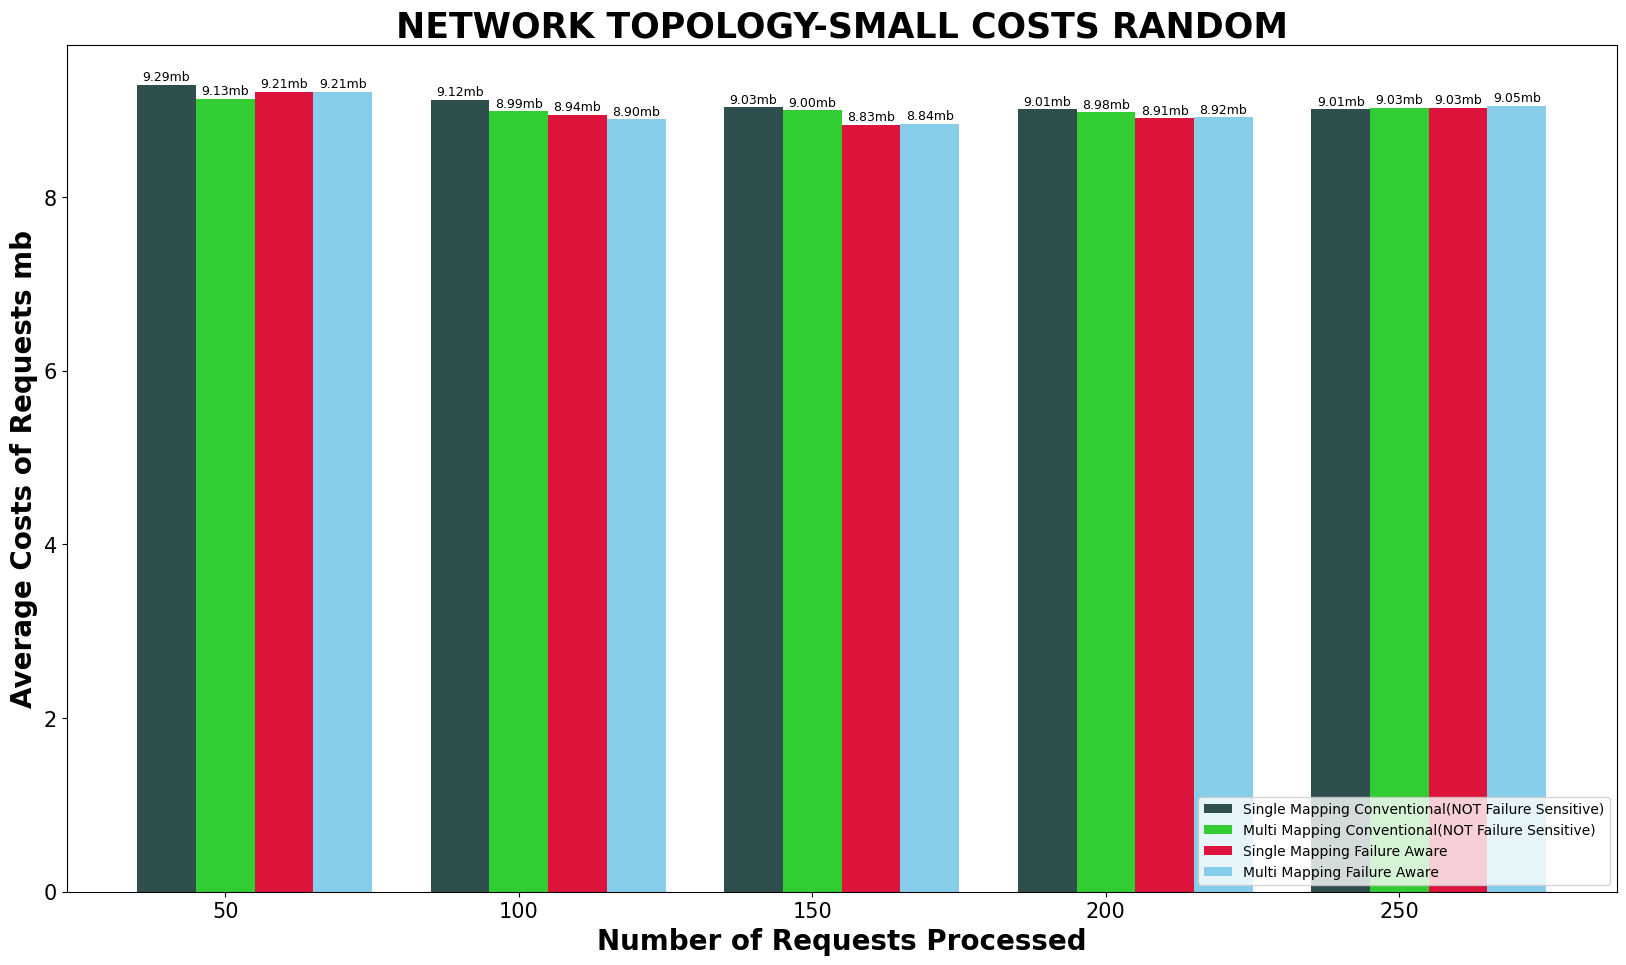 NETWORK TOPOLOGY-SMALL COSTS RANDOM
Average Costs of Requests mb
8
6
4
2
0
9.29mb 9.13mb 9.21mb 9.21mb
9.12mb 8.99mb 8.94mb 8.90mb
9.03mb 9.00mb 8.83mb 8.84mb
9.01mb 8.98mb 8.91mb 8.92mb
9.01mb 9.03mb 9.03mb 9.05mb
Single Mapping Conventional(NOT Failure Sensitive)
Multi Mapping Conventional(NOT Failure Sensitive)
Single Mapping Failure Aware
Multi Mapping Failure Aware
50 100 150 200 250
Number of Requests Processed